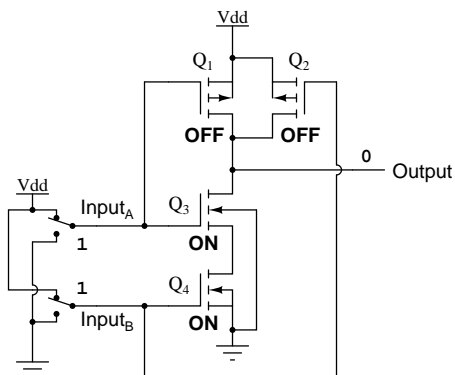 Vdd
Q1 Q2
OFF OFF
0
Output
Vdd
InputA
Q3
1
ON
1
Q4
InputB
ON